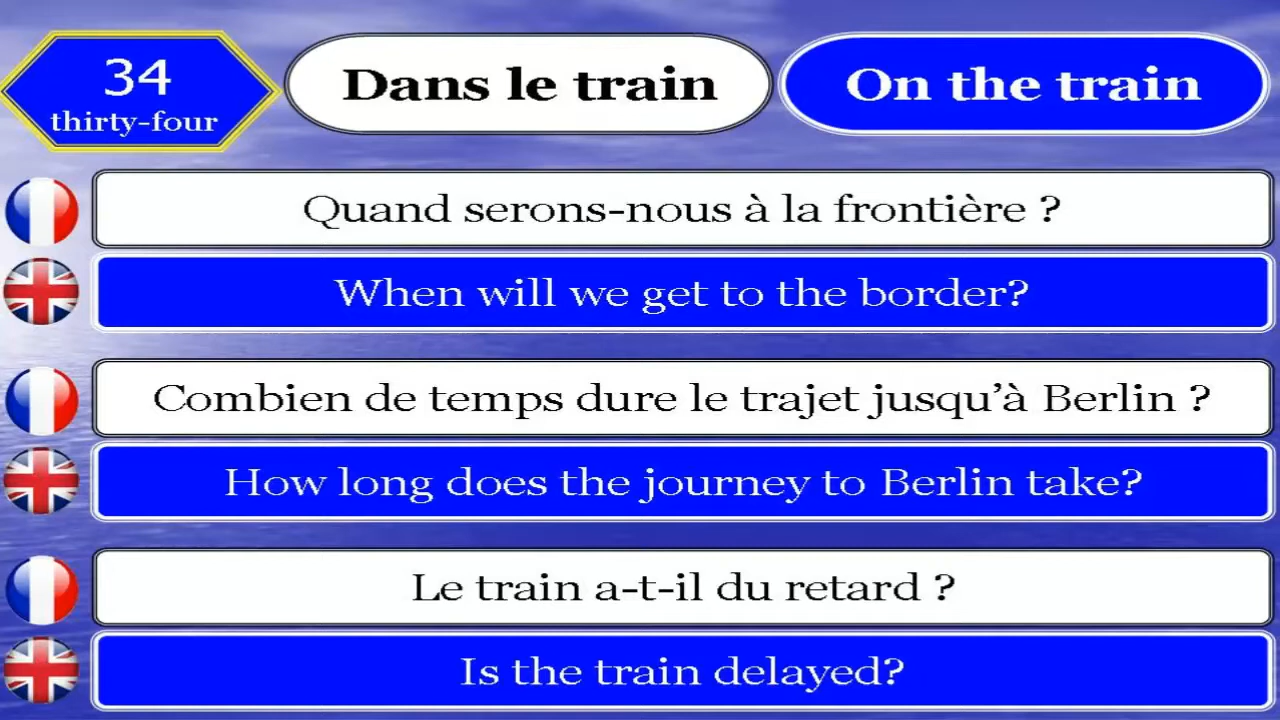 34
thirty-four
Dans le train
On the train
Quand serons-nous à la frontière ?
When will we get to the border?
Combien de temps dure le trajet jusqu’à Berlin ?
How long does the journey to Berlin take?
Le train a-t-il du retard ?
Is the train delayed?